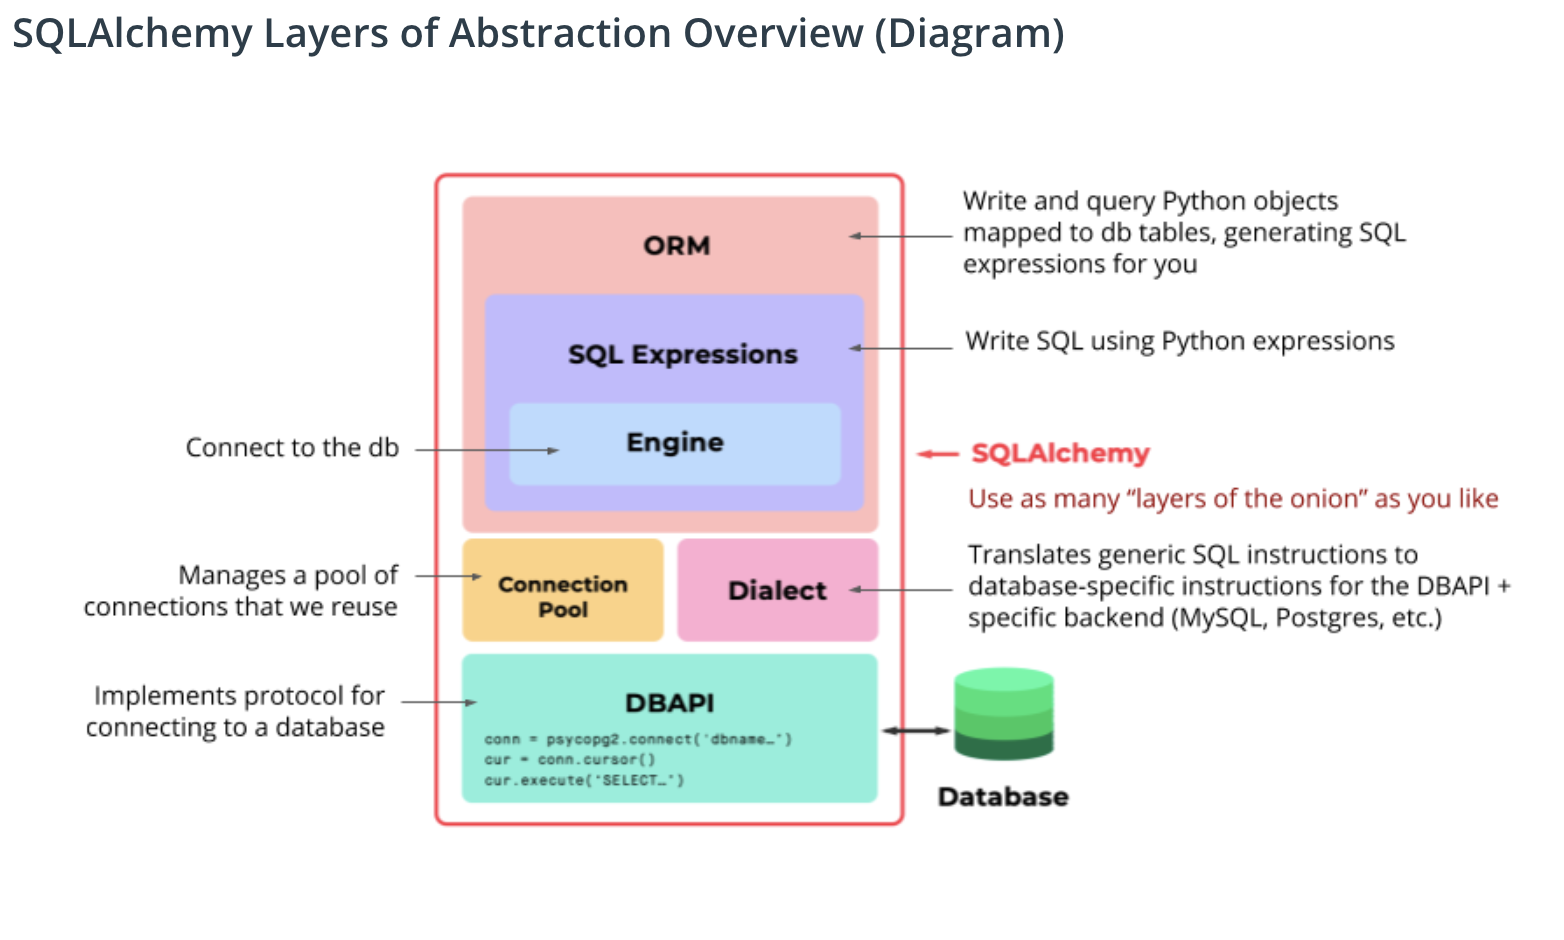 SQLAlchemy Layers of Abstraction Overview (Diagram)
ORM
Write and query Python objects
mapped to db tables, generating SQL
expressions for you
SQL Expressions
Write SQL using Python expressions
Engine
Connect to the db
SQLAlchemy
Use as many “layers of the onion” as you like
Manages a pool of
connections that we reuse
Connection
Pool
Dialect
Translates generic SQL instructions to
database-specific instructions for the DBAPI +
specific backend (MySQL, Postgres, etc.)
Implements protocol for
connecting to a database
DBAPI
conn = psycopg2.connect('dbname…')
cur = conn.cursor()
cur.execute('SELECT…')
Database